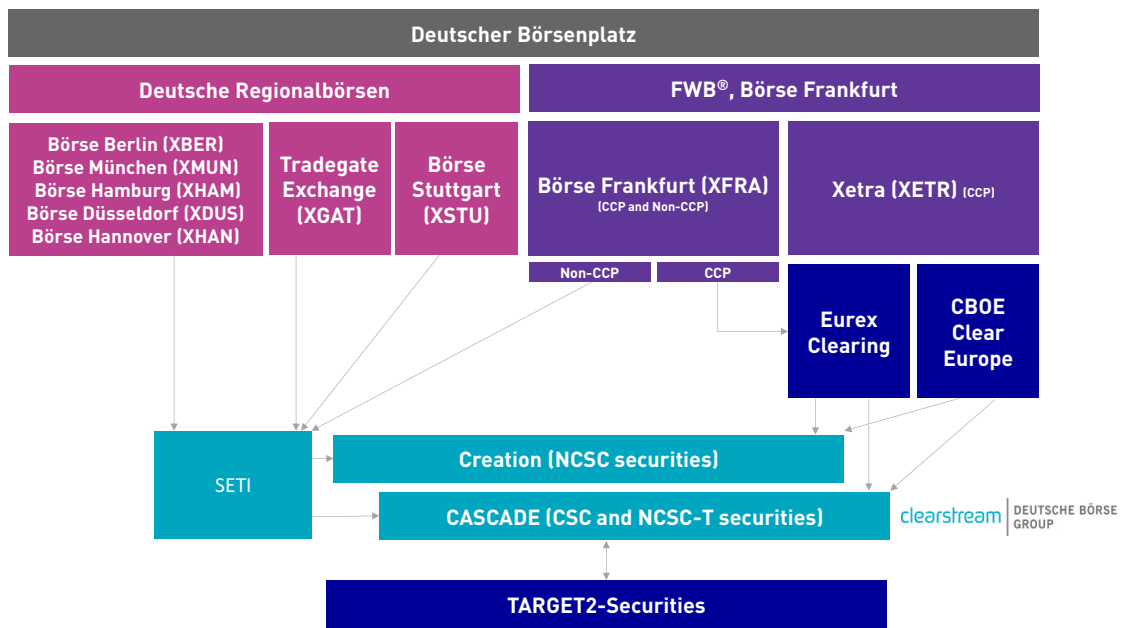 Deutscher Börsenplatz
Deutsche Regionalbörsen
FWB®, Börse Frankfurt
Börse Berlin (XBER)
Börse München (XMUN)
Börse Hamburg (XHAM)
Börse Düsseldorf (XDUS)
Börse Hannover (XHAN)
Tradegate
Exchange
(XGAT)
Börse
Stuttgart
(XSTU)
Börse Frankfurt (XFRA)
(CCP and Non-CCP)
Xetra (XETR) (CCP)
Non-CCP
CCP
Eurex
Clearing
CBOE
Clear
Europe
SETI
Creation (NCSC securities)
CASCADE (CSC and NCSC-T securities)
clearstream
DEUTSCHE BÖRSE
GROUP
TARGET2-Securities